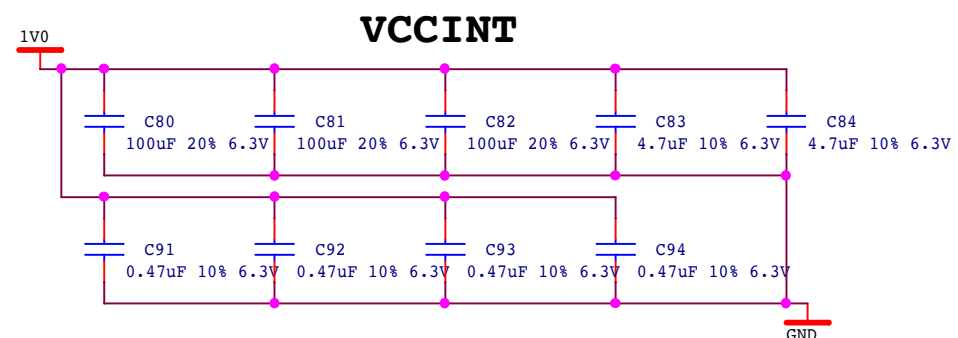 VCCINT
1V0
C80 C81 C82 C83 C84
100uF 20% 6.3V 100uF 20% 6.3V 100uF 20% 6.3V 4.7uF 10% 6.3V 4.7uF 10% 6.3V
C91 C92 C93 C94
0.47uF 10% 6.3V 0.47uF 10% 6.3V 0.47uF 10% 6.3V 0.47uF 10% 6.3V
GND